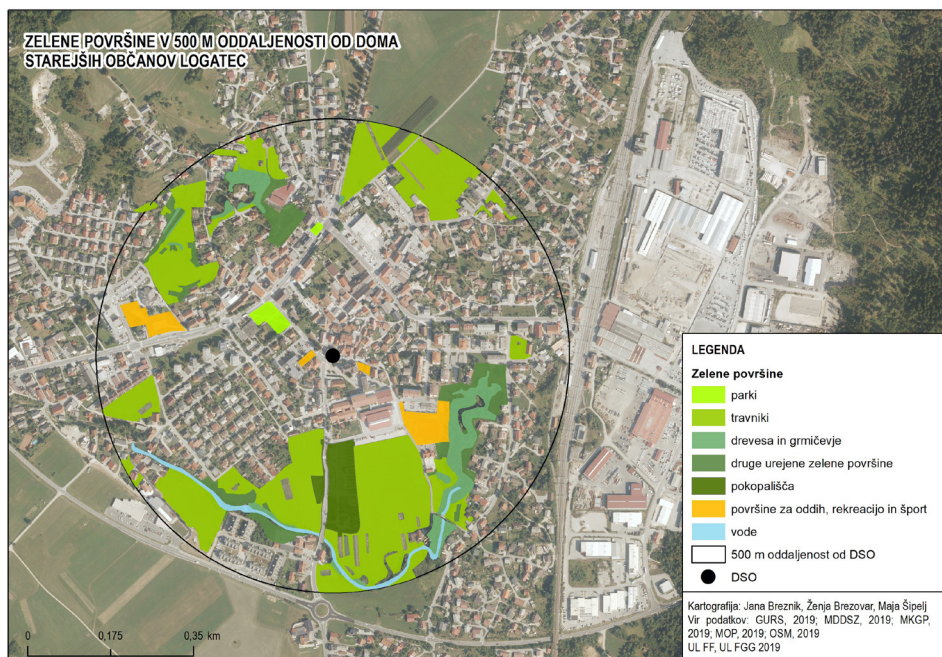 ZELENE POVRŠINE V 500 M ODDALJENOSTI OD DOMA
STAREJŠIH OBČANOV LOGATEC
LEGENDA
Zelene površine
parki
travniki
drevesa in grmičevje
druge urejene zelene površine
pokopališča
površine za oddih, rekreacijo in šport
vode
500 m oddaljenost od DSO
DSO
Kartografija: Jana Breznik, Ženja Brezovar, Maja Šipelj
Vir podatkov: GURS, 2019; MDDSZ, 2019; MKGP,
2019; MOP, 2019; OSM, 2019
UL FF, UL FGG 2019
0 0,175 0,35 km